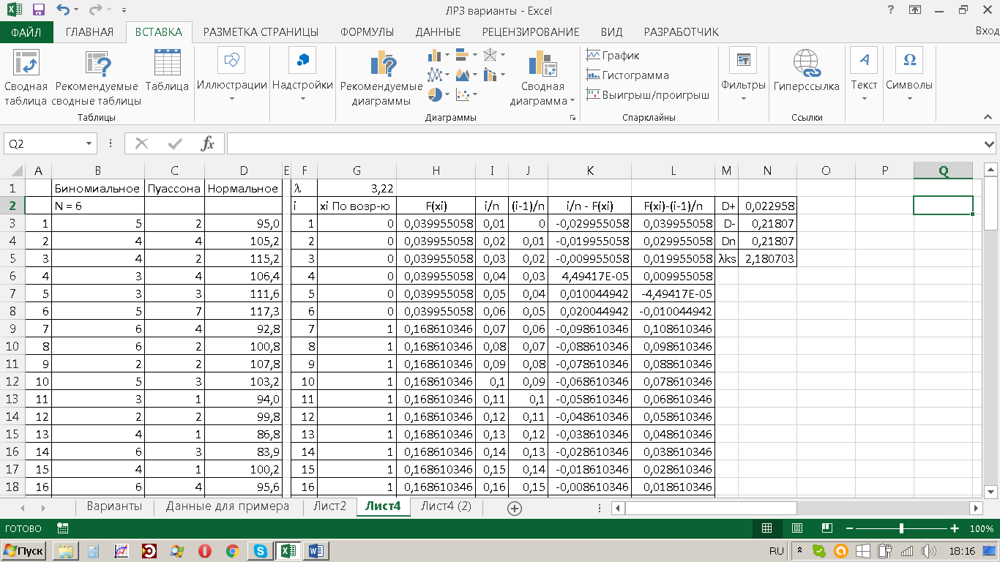 ЛР3 варианты - Excel
?
ФАЙЛ ГЛАВНАЯ ВСТАВКА РАЗМЕТКА СТРАНИЦЫ ФОРМУЛЫ ДАННЫЕ РЕЦЕНЗИРОВАНИЕ ВИД РАЗРАБОТЧИК Вход
Сводная таблица
Рекомендуемые сводные таблицы
Таблица
Таблицы
Иллюстрации
Надстройки
Рекомендуемые диаграммы
Сводная диаграмма
Диаграммы
График
Гистограмма
Выигрыш/проигрыш
Спарклайны
Фильтры
Гиперссылка
Ссылки
Текст
Символы
Q2 fx
A B C D E F G H I J K L M N O P Q
1 Биномиальное Пуассона Нормальное λ 3,22
2 N = 6 i xi По возр-ю F(xi) i/n (i-1)/n i/n - F(xi) F(xi)-(i-1)/n D+ 0,022958
3 1 5 2 95,0 1 0 0,039955058 0,01 0 -0,029955058 0,039955058 D- 0,21807
4 2 4 4 105,2 2 0 0,039955058 0,02 0,01 -0,019955058 0,029955058 Dn 0,21807
5 3 4 2 115,2 3 0 0,039955058 0,03 0,02 -0,009955058 0,019955058 λks 2,180703
6 4 3 4 106,4 4 0 0,039955058 0,04 0,03 4,49417E-05 0,009955058
7 5 3 3 111,6 5 0 0,039955058 0,05 0,04 0,010044942 -4,49417E-05
8 6 5 7 117,3 6 0 0,039955058 0,06 0,05 0,020044942 -0,010044942
9 7 6 4 92,8 7 1 0,168610346 0,07 0,06 -0,098610346 0,108610346
10 8 6 2 100,8 8 1 0,168610346 0,08 0,07 -0,088610346 0,098610346
11 9 2 2 107,8 9 1 0,168610346 0,09 0,08 -0,078610346 0,088610346
12 10 5 3 103,2 10 1 0,168610346 0,1 0,09 -0,068610346 0,078610346
13 11 3 1 94,0 11 1 0,168610346 0,11 0,1 -0,058610346 0,068610346
14 12 2 2 99,8 12 1 0,168610346 0,12 0,11 -0,048610346 0,058610346
15 13 4 1 86,8 13 1 0,168610346 0,13 0,12 -0,038610346 0,048610346
16 14 6 3 83,9 14 1 0,168610346 0,14 0,13 -0,028610346 0,038610346
17 15 4 1 100,2 15 1 0,168610346 0,15 0,14 -0,018610346 0,028610346
18 16 6 4 95,6 16 1 0,168610346 0,16 0,15 -0,008610346 0,018610346
Варианты Данные для примера Лист2 Лист4 Лист4 (2)
ГОТОВО 100%
Пуск RU 18:16